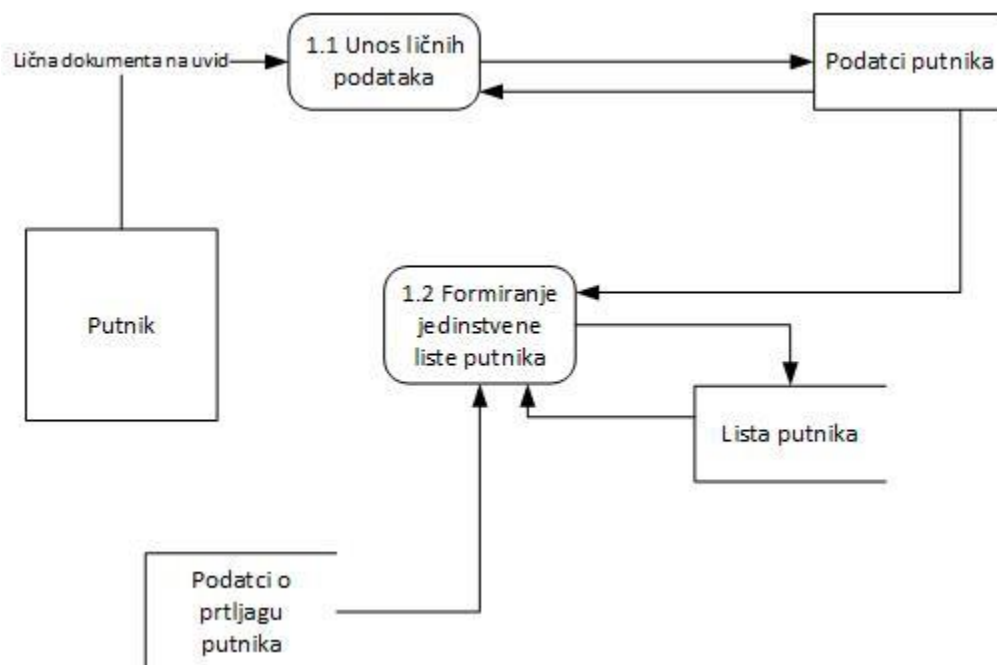 Lična dokumenta na uvid
1.1 Unos ličnih
podataka
Podatci putnika
Putnik
1.2 Formiranje
jedinstvene
liste putnika
Lista putnika
Podatci o
prtljagu
putnika